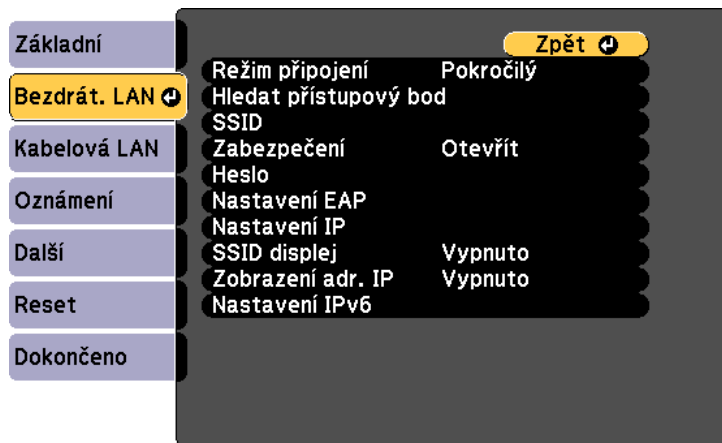 Základní
Bezdrát. LAN
Kabelová LAN
Oznámení
Další
Reset
Dokončeno
Zpět
Režim připojení Pokročilý
Hledat přístupový bod
SSID
Zabezpečení Otevřít
Heslo
Nastavení EAP
Nastavení IP
SSID displej Vypnuto
Zobrazení adr. IP Vypnuto
Nastavení IPv6